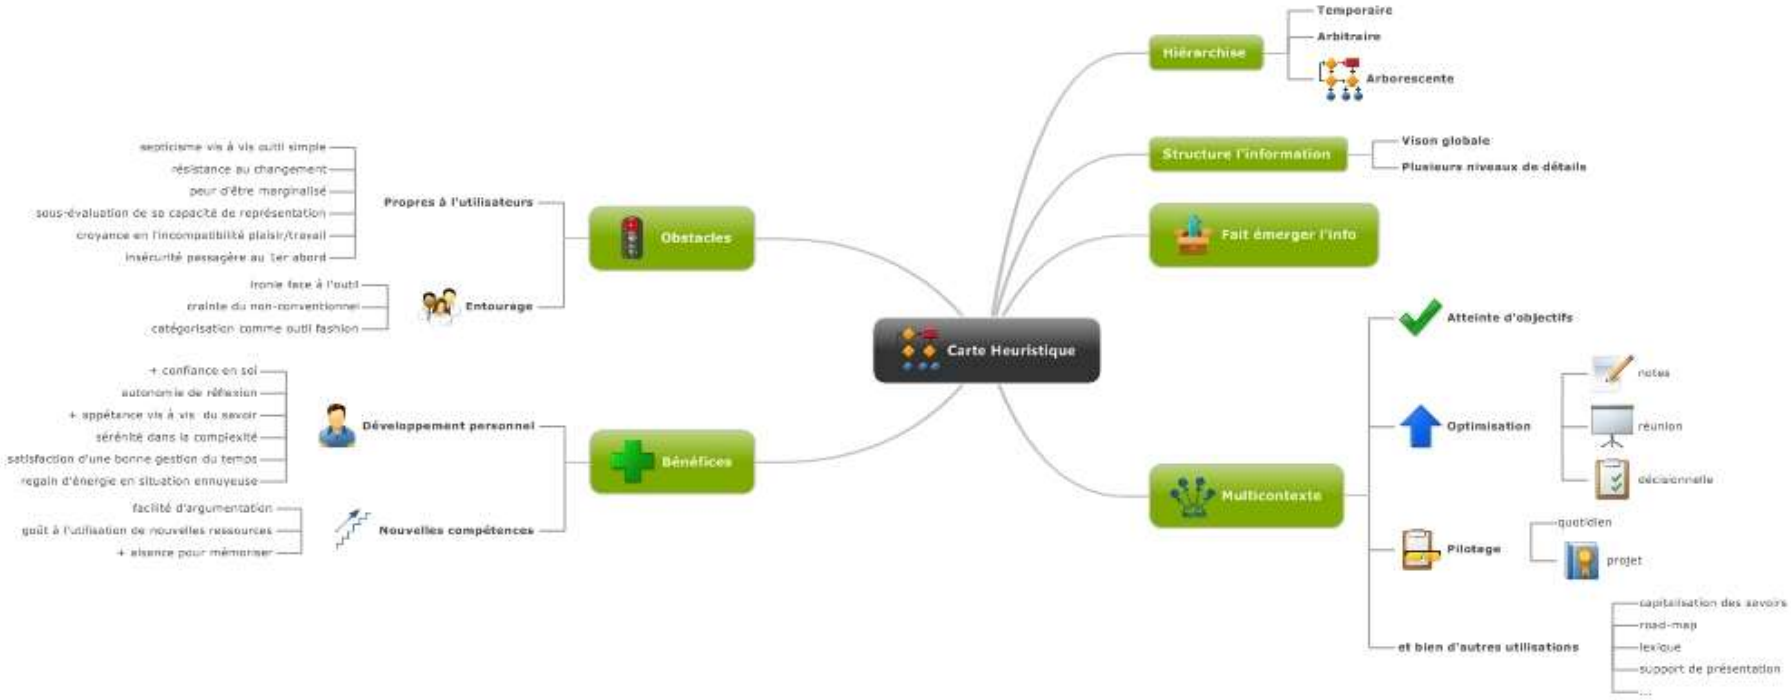 Carte Heuristique
Hiérarchise
Temporaire
Arbitraire
Arborescente
Structure l'information
Vison globale
Plusieurs niveaux de détails
Fait émerger l'info
Multicontexte
Atteinte d'objectifs
Optimisation
notes
réunion
décisionnelle
Pilotage
quotidien
projet
et bien d'autres utilisations
capitalisation des savoirs
road-map
lexique
support de présentation
...
Obstacles
Propres à l'utilisateurs
septicisme vis à vis outil simple
résistance au changement
peur d'être marginalisé
sous-évaluation de sa capacité de représentation
croyance en l'incompatibilité plaisir/travail
insécurité passagère au 1er abord
Entourage
ironie face à l'outil
crainte du non-conventionnel
catégorisation comme outil fashion
Bénéfices
Développement personnel
+ confiance en soi
autonomie de réflexion
+ appétance vis à vis du savoir
sérénité dans la complexité
satisfaction d'une bonne gestion du temps
regain d'énergie en situation ennuyeuse
Nouvelles compétences
facilité d'argumentation
goût à l'utilisation de nouvelles ressources
+ aisence pour mémoriser